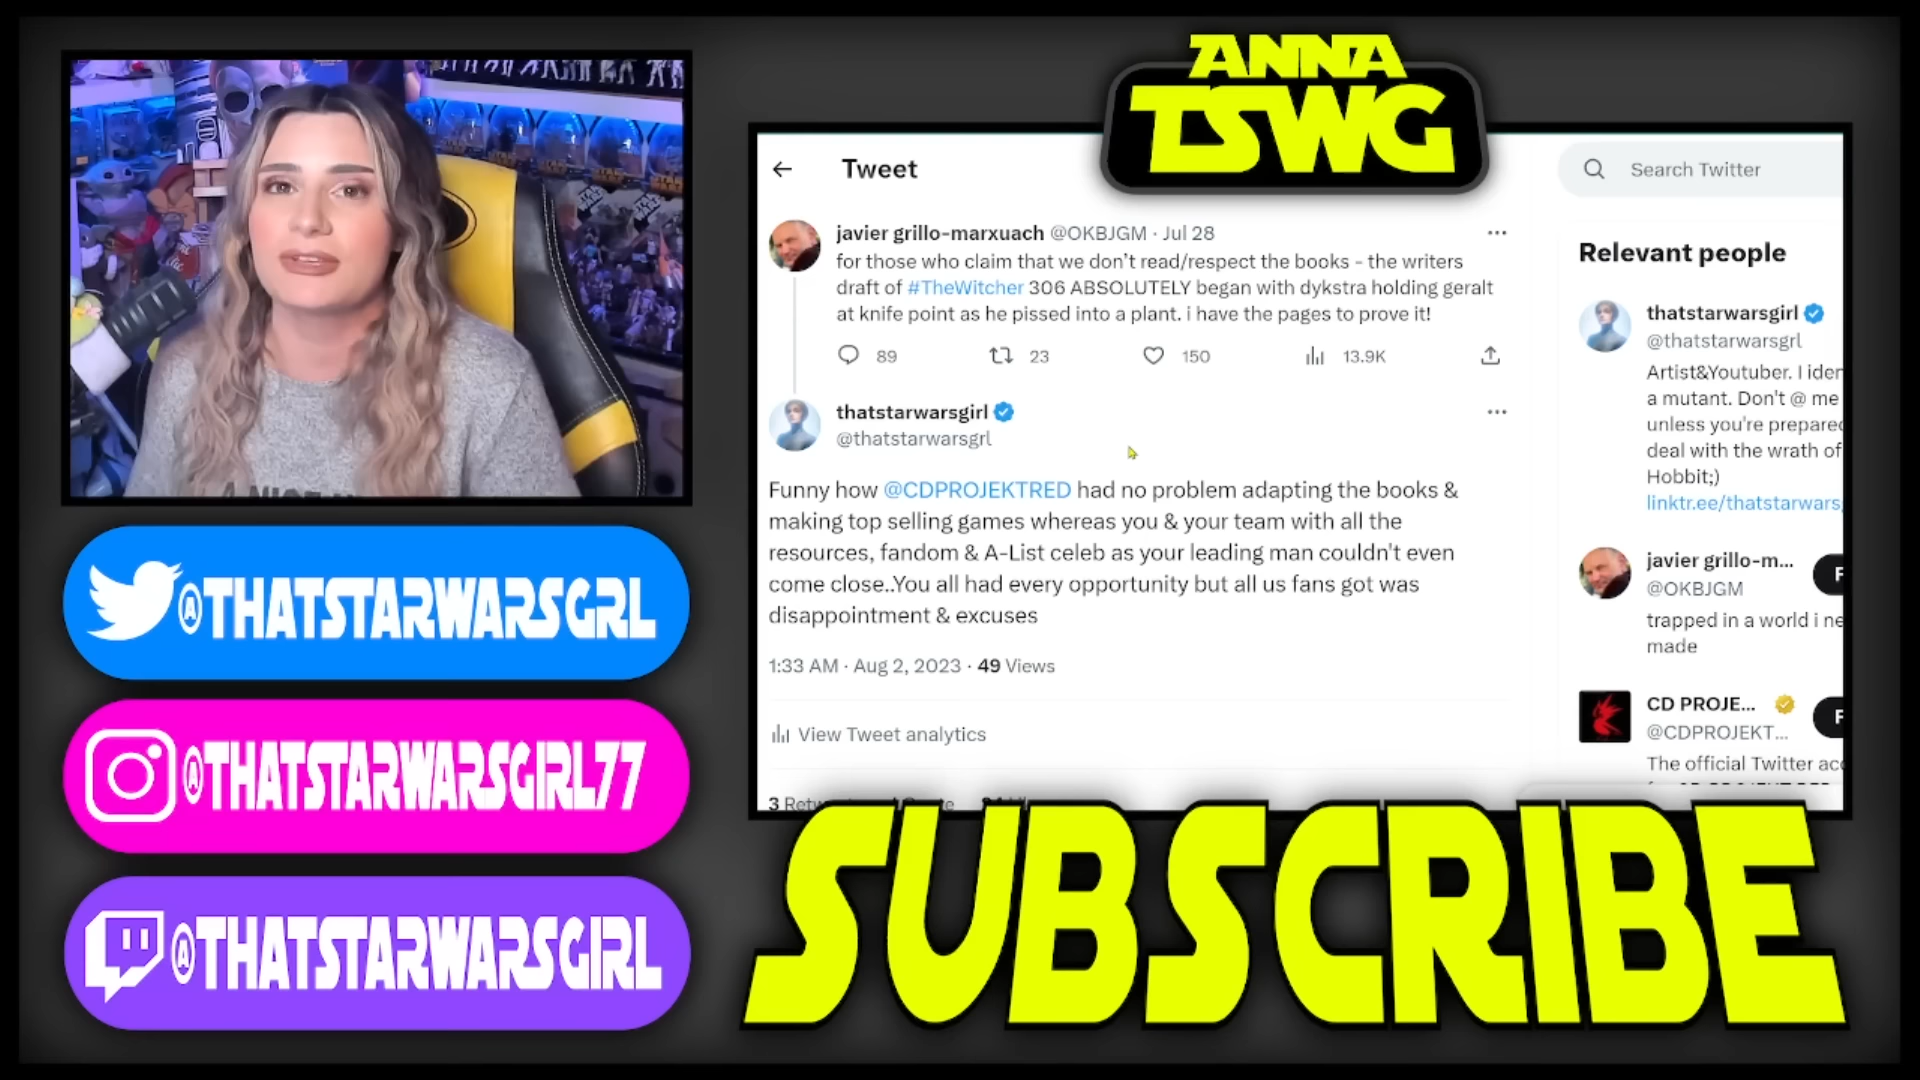 ANNA
TSWG
Tweet
Search Twitter
javier grillo-marxuach @OKBJGM · Jul 28
for those who claim that we don't read/respect the books - the writers
draft of #TheWitcher 306 ABSOLUTELY began with dykstra holding geralt
at knife point as he pissed into a plant. i have the pages to prove it!
89 23 150 13.9K
thatstarwarsgirl
@thatstarwarsgrl
Funny how @CDPROJEKTRED had no problem adapting the books &
making top selling games whereas you & your team with all the
resources, fandom & A-List celeb as your leading man couldn't even
come close..You all had every opportunity but all us fans got was
disappointment & excuses
1:33 AM · Aug 2, 2023 · 49 Views
View Tweet analytics
Relevant people
thatstarwarsgirl
@thatstarwarsgrl
Artist&Youtuber. I iden
a mutant. Don't @ me
unless you're prepared
deal with the wrath of
Hobbit;)
linktr.ee/thatstarwars
javier grillo-m...
@OKBJGM
F
trapped in a world i ne
made
CD PROJE...
@CDPROJEKT...
F
The official Twitter acc
@THATSTARWARSGRL
@THATSTARWARSGIRL77
@THATSTARWARSGIRL
SUBSCRIBE